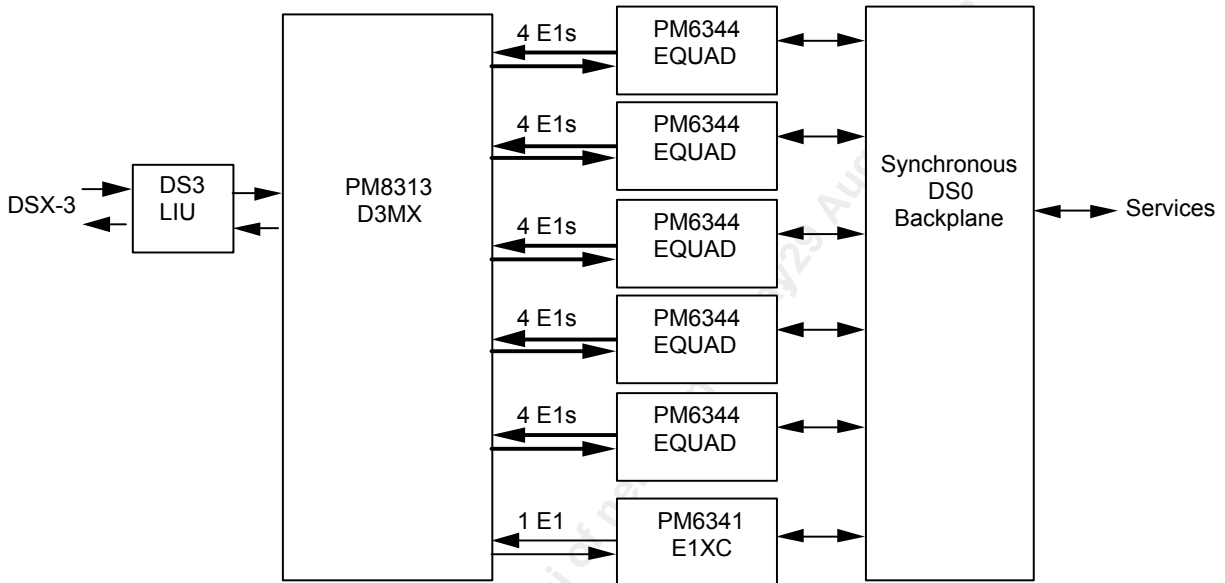 DSX-3
DS3
LIU
PM8313
D3MX
4 E1s
PM6344
EQUAD
4 E1s
PM6344
EQUAD
4 E1s
PM6344
EQUAD
4 E1s
PM6344
EQUAD
4 E1s
PM6344
EQUAD
1 E1
PM6341
E1XC
Synchronous
DS0
Backplane
Services